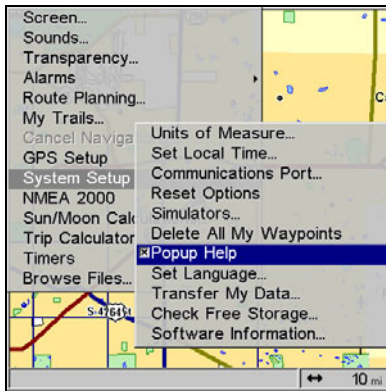 Screen...
Sounds...
Transparency...
Alarms
Route Planning...
My Trails...
Cancel Naviga
GPS Setup
System Setup
NMEA 2000
Sun/Moon Calc
Trip Calculator
Timers
Browse Files...
Units of Measure...
Set Local Time...
Communications Port...
Reset Options
Simulators...
Delete All My Waypoints
Popup Help
Set Language...
Transfer My Data...
Check Free Storage...
Software Information...
10 mi